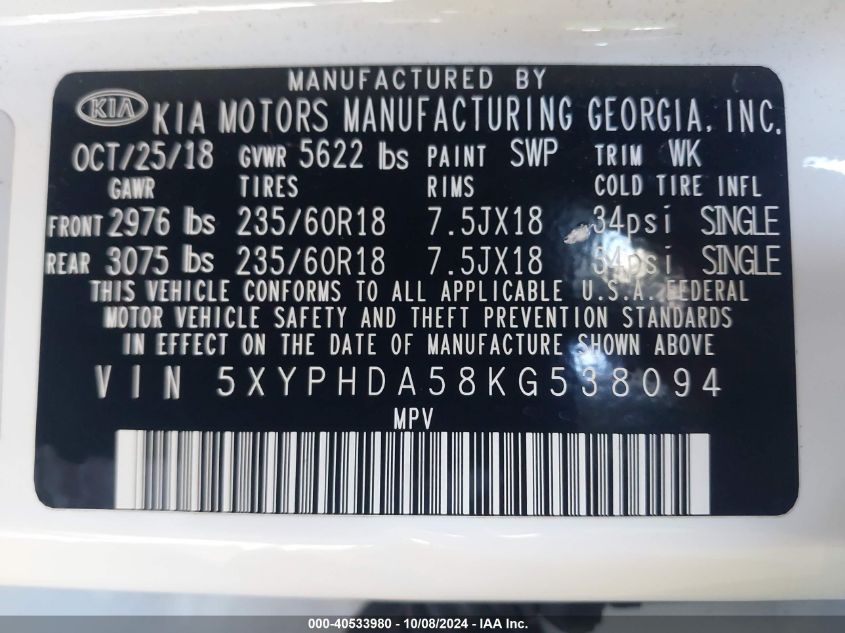 MANUFACTURED BY
KIA KIA MOTORS MANUFACTURING GEORGIA, INC.
OCT/25/18 GVWR 5622 lbs PAINT SWP TRIM WK
GAWR TIRES RIMS COLD TIRE INFL
FRONT 2976 lbs 235/60R18 7.5JX18 34psi SINGLE
REAR 3075 lbs 235/60R18 7.5JX18 34psi SINGLE
THIS VEHICLE CONFORMS TO ALL APPLICABLE U.S.A. FEDERAL
MOTOR VEHICLE SAFETY AND THEFT PREVENTION STANDARDS
IN EFFECT ON THE DATE OF MANUFACTURE SHOWN ABOVE
VIN 5XYPHDA58KG538094
MPV
000-40533980 - 10/08/2024 - IAAI Inc.